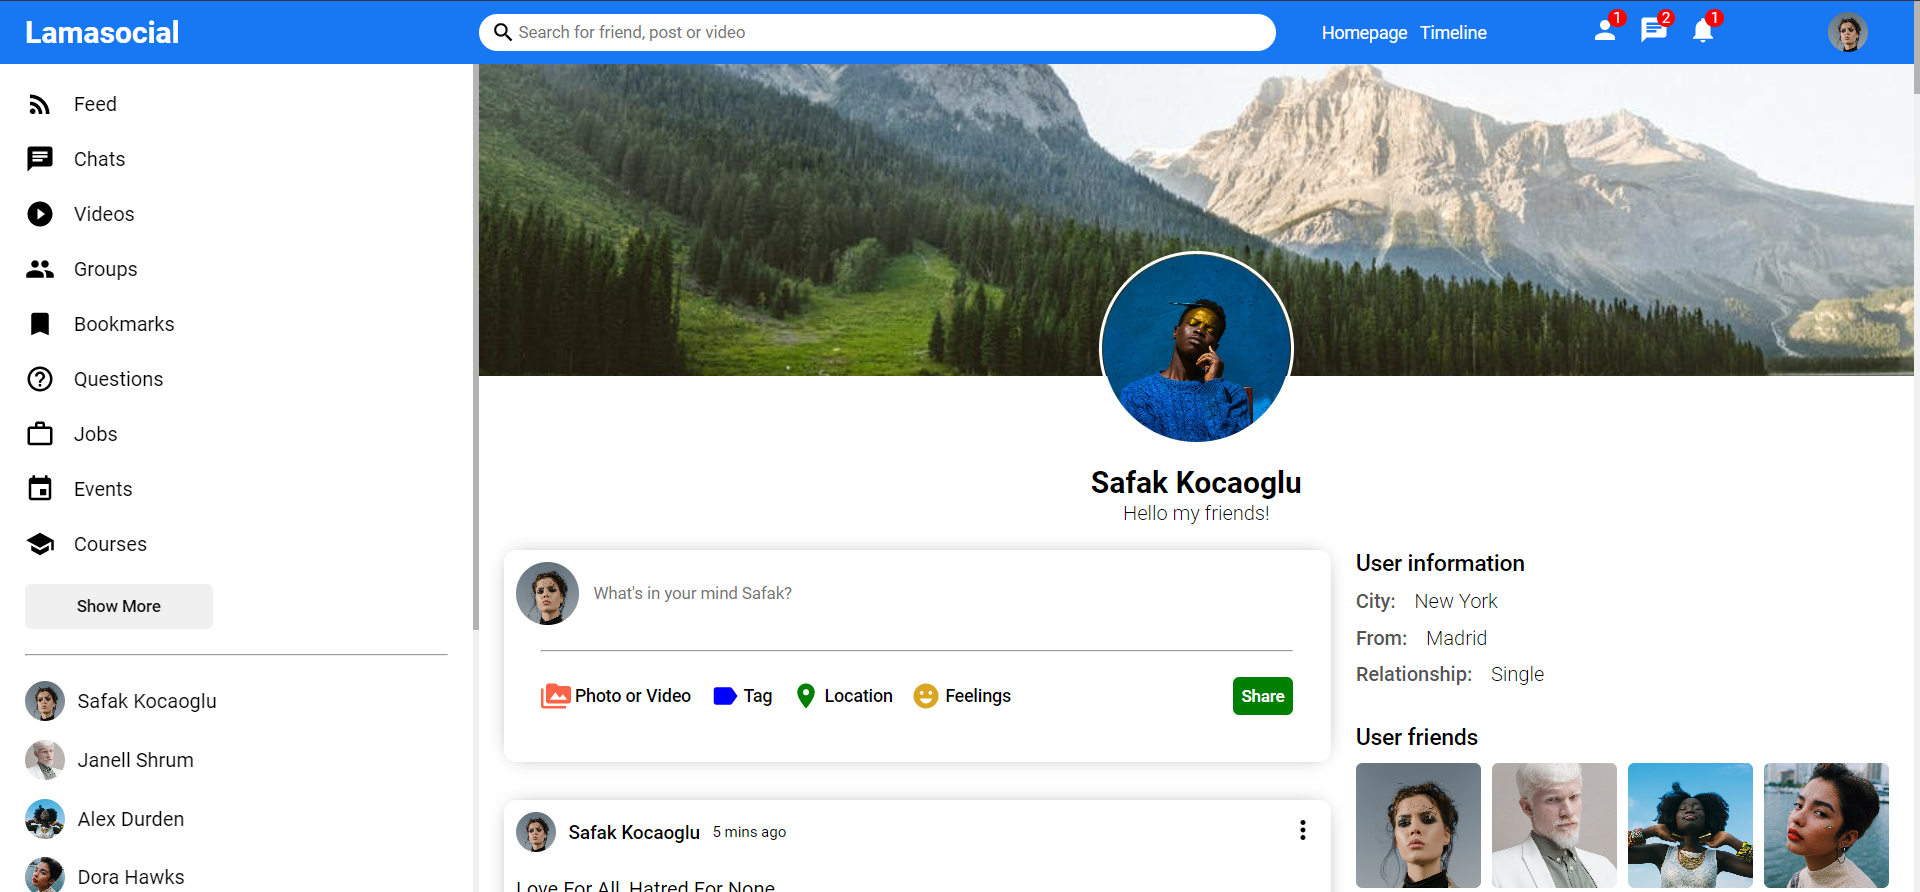 Lamasocial
Search for friend, post or video
Homepage Timeline
1
2
1
Feed
Chats
Videos
Groups
Bookmarks
Questions
Jobs
Events
Courses
Show More
Safak Kocaoglu
Janell Shrum
Alex Durden
Dora Hawks
Safak Kocaoglu
Hello my friends!
What's in your mind Safak?
Photo or Video Tag Location Feelings Share
Safak Kocaoglu 5 mins ago
Love For All, Hatred For None
User information
City: New York
From: Madrid
Relationship: Single
User friends